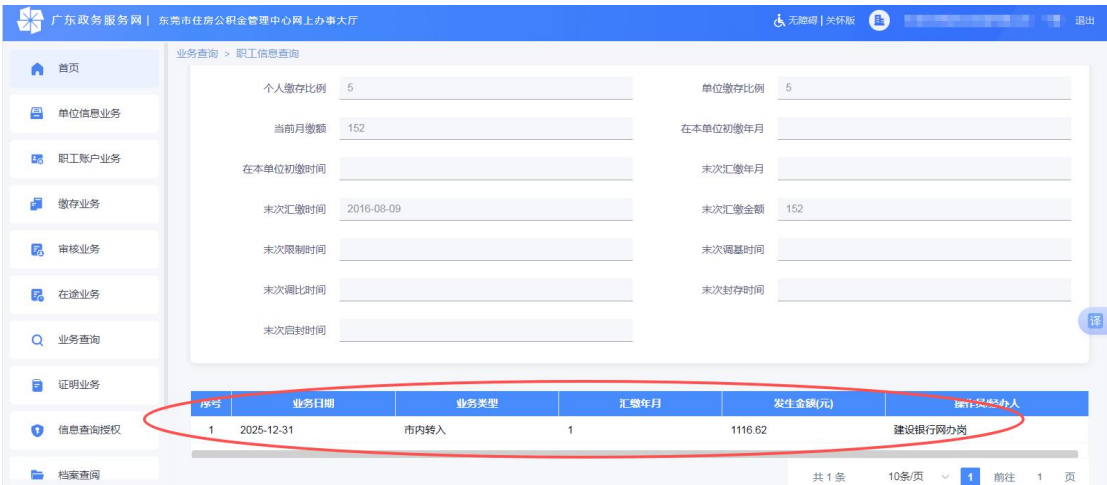 广东政务服务网 | 东莞市住房公积金管理中心网上办事大厅
无障碍 | 关怀版
退出
业务查询 > 职工信息查询
首页
单位信息业务
职工账户业务
缴存业务
审核业务
在途业务
业务查询
证明业务
信息查询授权
档案查阅
个人缴存比例 5 单位缴存比例 5
当前月缴额 152 在本单位初缴年月
在本单位初缴时间 末次汇缴年月
末次汇缴时间 2016-08-09 末次汇缴金额 152
末次限制时间 末次调基时间
末次调比时间 末次封存时间
末次启封时间
译
序号 业务日期 业务类型 汇缴年月 发生金额(元) 操作员/经办人
1 2025-12-31 市内转入 1 1116.62 建设银行网办岗
共 1 条 10条/页 1 前往 1 页